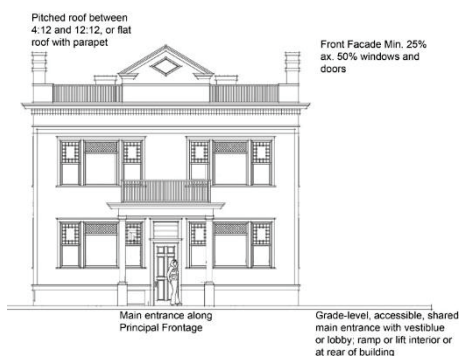 Pitched roof between
4:12 and 12:12, or flat
roof with parapet
Front Facade Min. 25%
ax. 50% windows and
doors
Main entrance along
Principal Frontage
Grade-level, accessible, shared
main entrance with vestiblue
or lobby; ramp or lift interior or
at rear of building